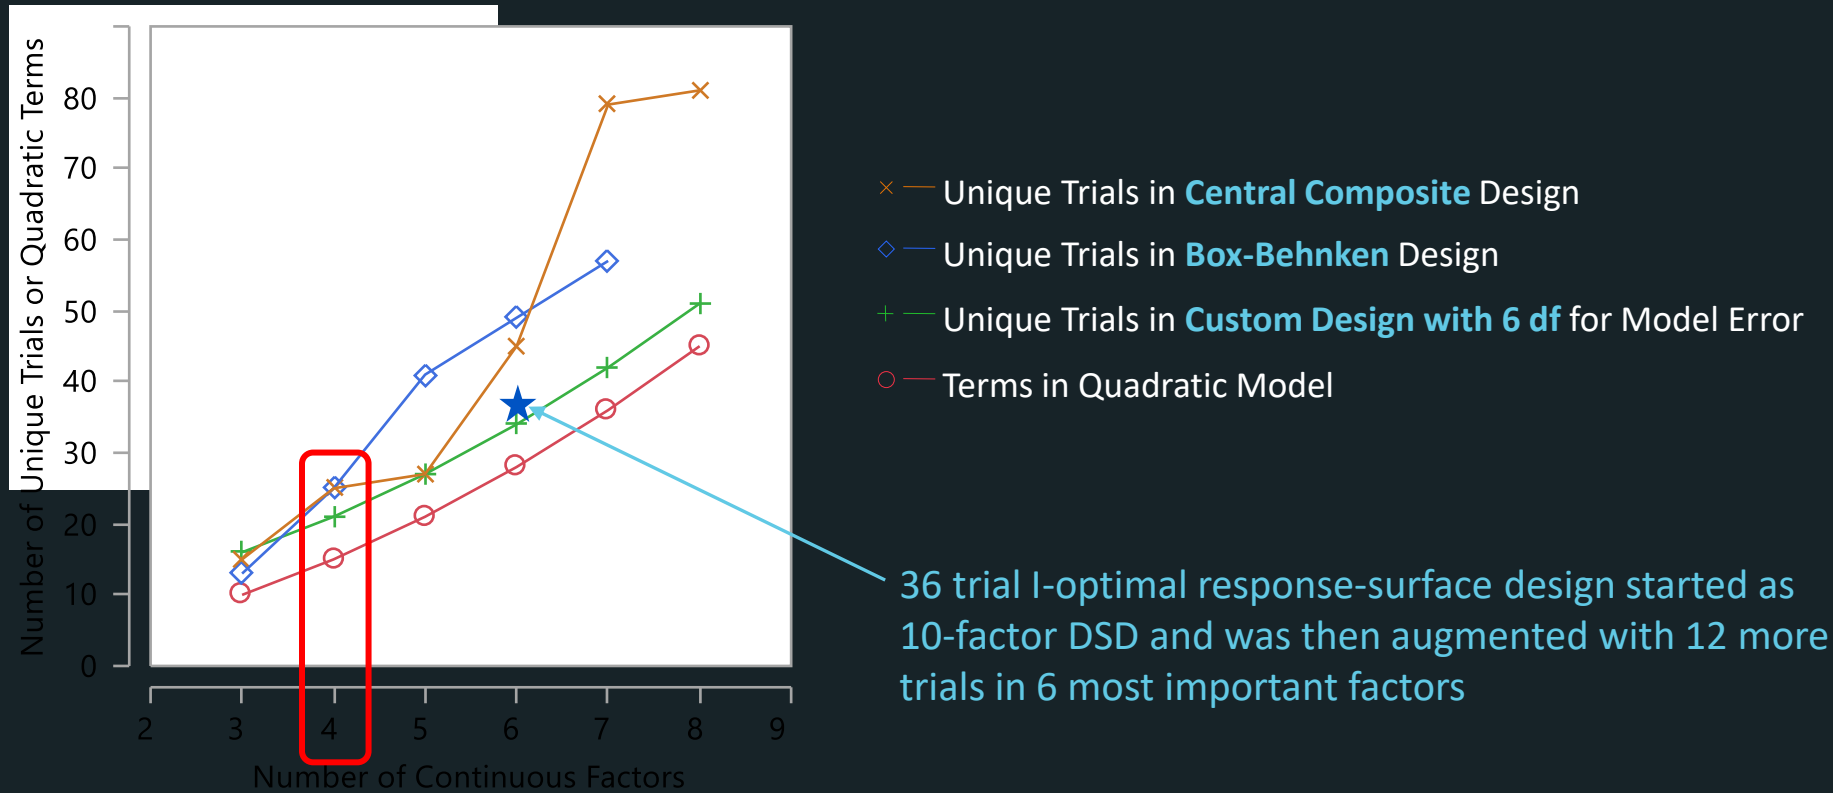 Number of Unique Trials or Quadratic Terms
80
70
60
50
40
30
20
10
0
2 3 4 5 6 7 8 9
Number of Continuous Factors
Unique Trials in Central Composite Design
Unique Trials in Box-Behnken Design
Unique Trials in Custom Design with 6 df for Model Error
Terms in Quadratic Model
36 trial I-optimal response-surface design started as
10-factor DSD and was then augmented with 12 more
trials in 6 most important factors